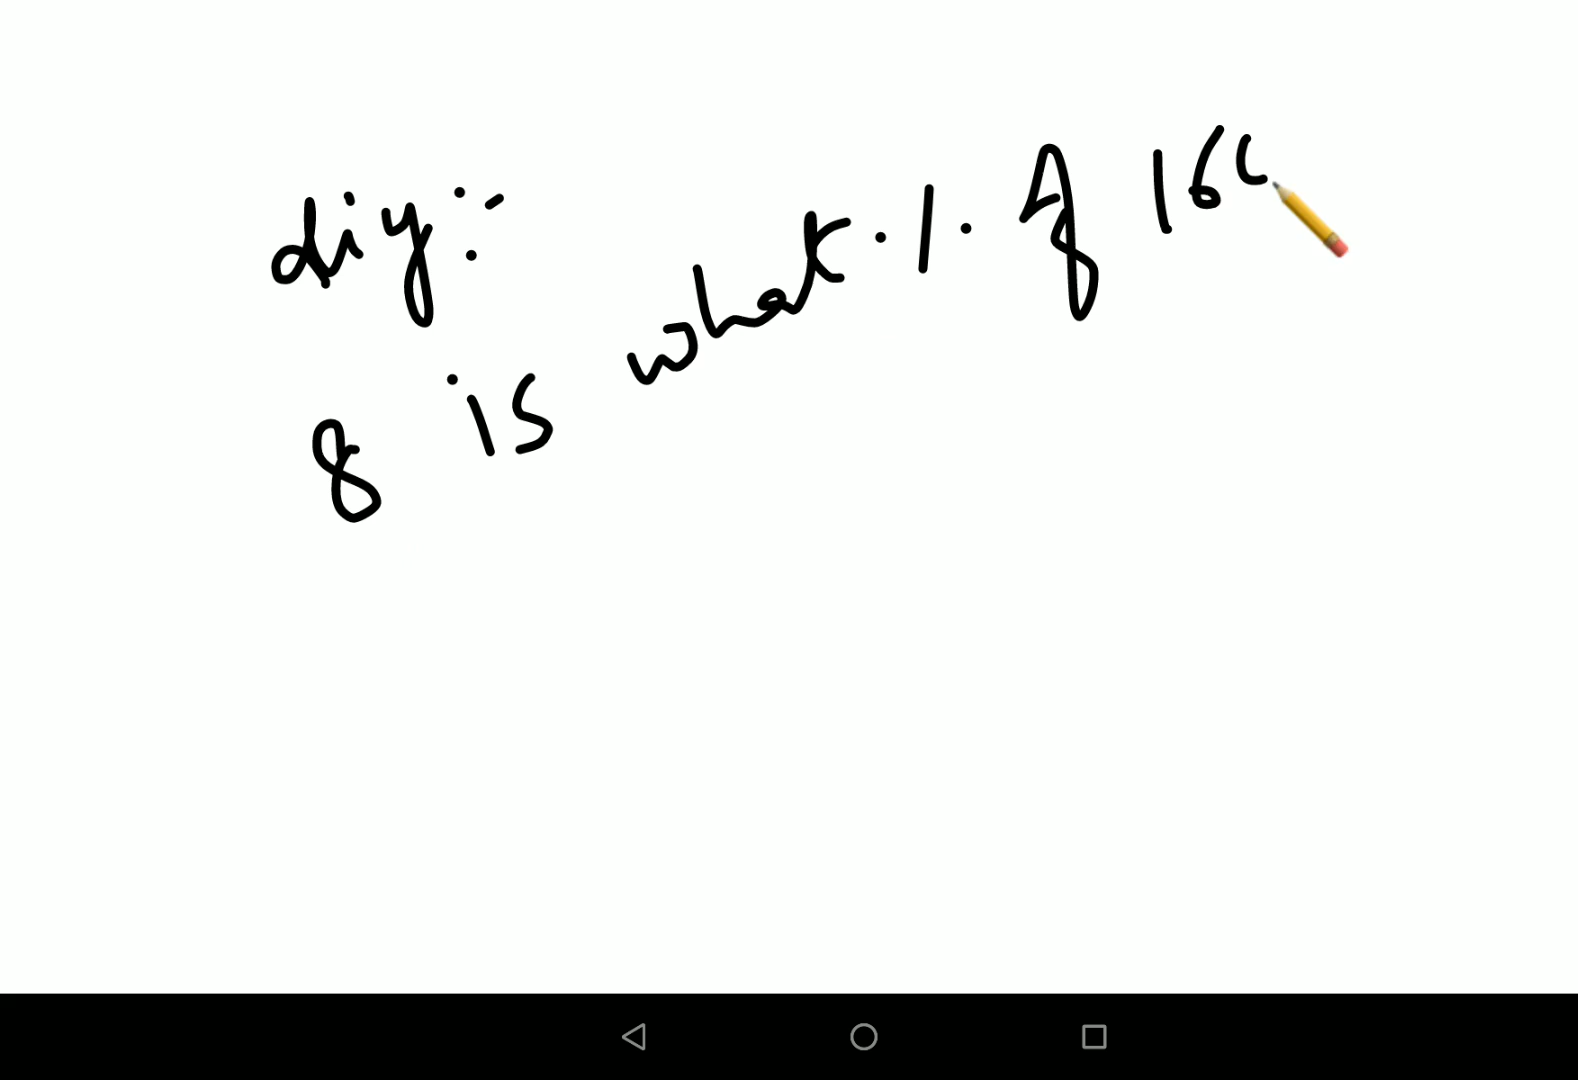 diy :-
8 is what % of 16